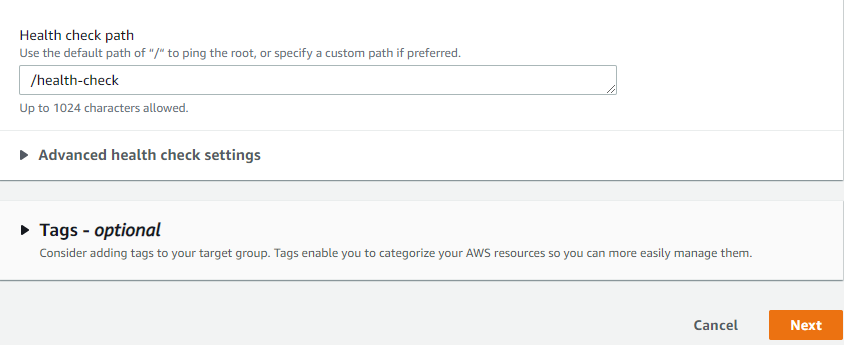 Health check path
Use the default path of "/" to ping the root, or specify a custom path if preferred.
/health-check
Up to 1024 characters allowed.
Advanced health check settings
Tags - optional
Consider adding tags to your target group. Tags enable you to categorize your AWS resources so you can more easily manage them.
Cancel Next